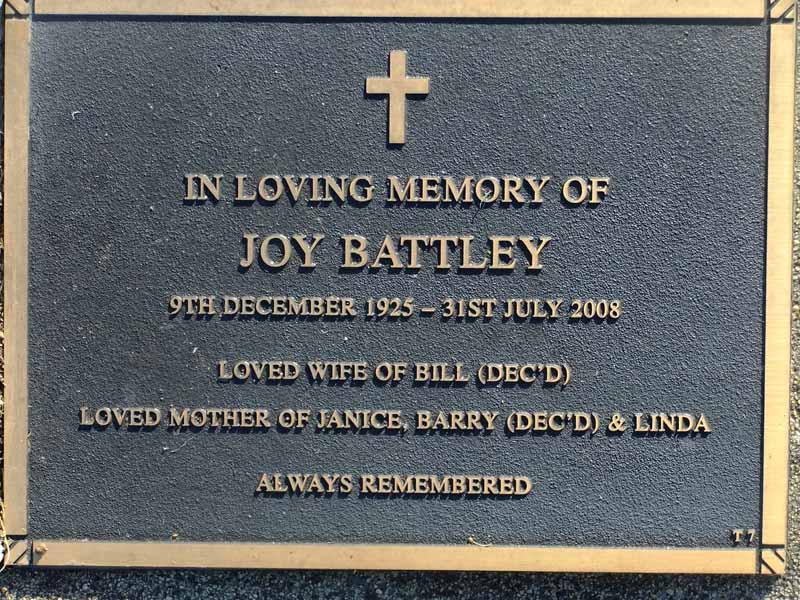 IN LOVING MEMORY OF
JOY BATTLEY
9TH DECEMBER 1925 – 31ST JULY 2008
LOVED WIFE OF BILL (DEC'D)
LOVED MOTHER OF JANICE, BARRY (DEC'D) & LINDA
ALWAYS REMEMBERED
T 7